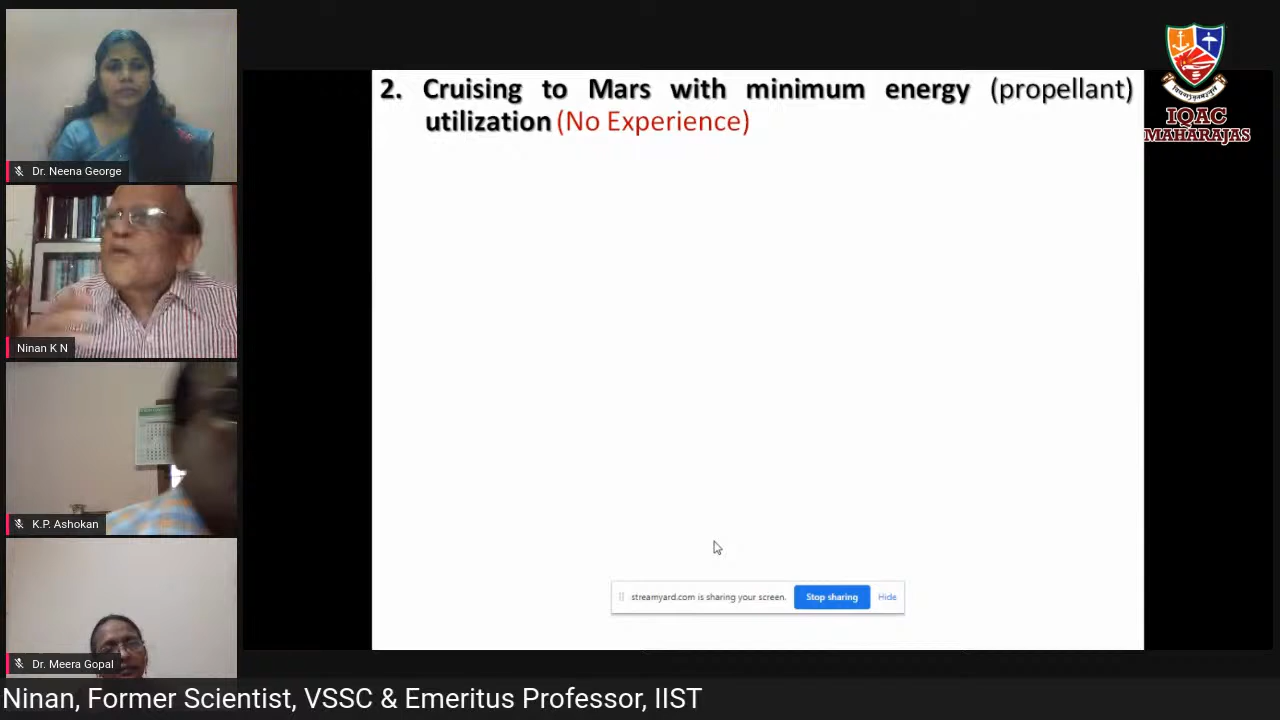 2. Cruising to Mars with minimum energy (propellant)
utilization (No Experience)
IQAC
MAHARAJAS
Dr. Neena George
Ninan K N
K.P. Ashokan
Dr. Meera Gopal
streamyard.com is sharing your screen. Stop sharing Hide
Ninan, Former Scientist, VSSC & Emeritus Professor, IIST